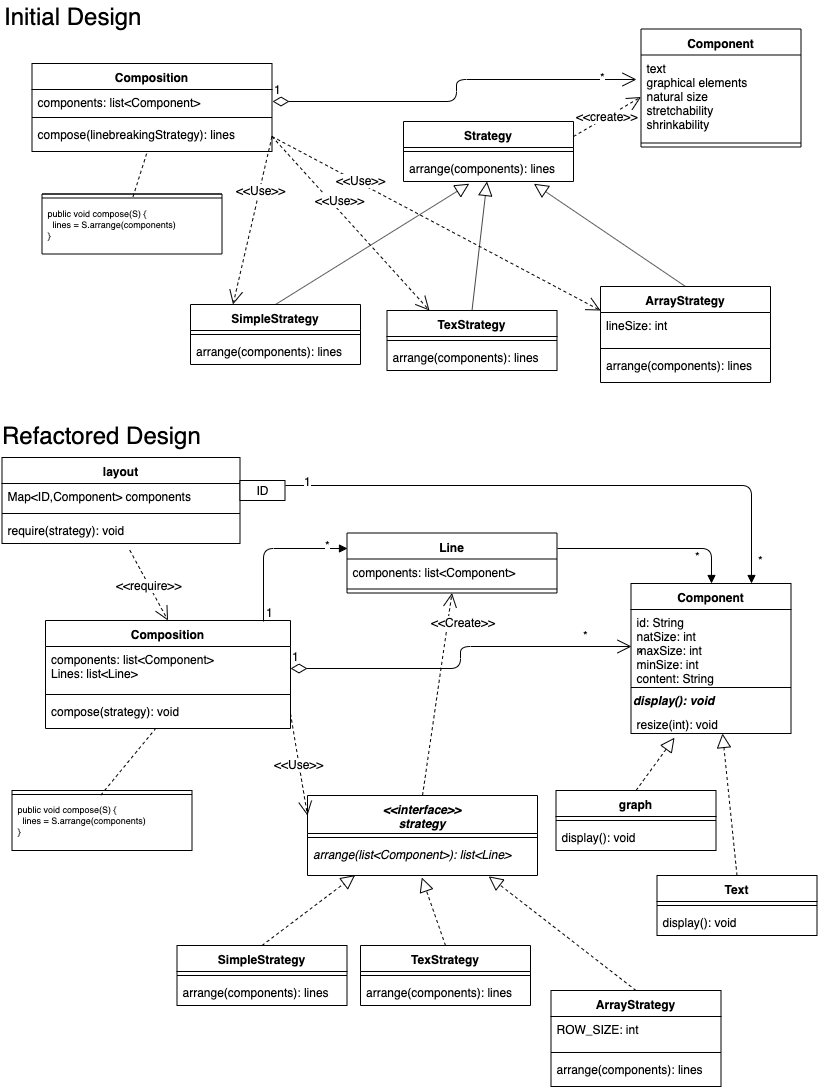 Initial Design
Composition
components: list<Component>
compose(linebreakingStrategy): lines
1
*
Component
text
graphical elements
natural size
stretchability
shrinkability
<<create>>
Strategy
arrange(components): lines
<<Use>>
<<Use>>
<<Use>>
public void compose(S) {
lines = S.arrange(components)
}
SimpleStrategy
arrange(components): lines
TexStrategy
arrange(components): lines
ArrayStrategy
lineSize: int
arrange(components): lines
Refactored Design
layout
Map<ID,Component> components
require(strategy): void
ID
1
*
<<require>>
Line
components: list<Component>
*
*
1
<<Create>>
Composition
components: list<Component>
Lines: list<Line>
compose(strategy): void
1
*
Component
id: String
natSize: int
maxSize: int
minSize: int
content: String
display(): void
resize(int): void
<<Use>>
public void compose(S) {
lines = S.arrange(components)
}
<<interface>>
strategy
arrange(list<Component>): list<Line>
graph
display(): void
Text
display(): void
SimpleStrategy
arrange(components): lines
TexStrategy
arrange(components): lines
ArrayStrategy
ROW_SIZE: int
arrange(components): lines